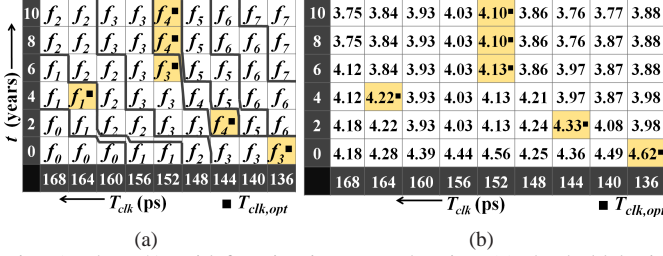 10 f2 f2 f3 f3 f4■ f5 f6 f7 f7
8 f2 f2 f2 f3 f4■ f5 f6 f6 f7
6 f1 f2 f2 f3 f3■ f5 f5 f6 f7
4 f1 f1■ f2 f2 f3 f4 f5 f6 f6
2 f0 f1 f1 f2 f3 f3 f4■ f5 f6
0 f0 f0 f0 f1 f1 f2 f3 f3 f3■
168 164 160 156 152 148 144 140 136
t (years)
Tclk (ps) ■ Tclk,opt
(a)
10 3.75 3.84 3.93 4.03 4.10■ 3.86 3.76 3.77 3.88
8 3.75 3.84 3.93 4.03 4.10■ 3.86 3.76 3.87 3.88
6 4.12 3.84 3.93 4.03 4.13■ 3.86 3.97 3.87 3.88
4 4.12 4.22■ 3.93 4.03 4.13 4.21 3.97 3.87 3.98
2 4.18 4.22 3.93 4.03 4.13 4.24 4.33■ 4.08 3.98
0 4.18 4.28 4.39 4.44 4.56 4.25 4.36 4.49 4.62■
168 164 160 156 152 148 144 140 136
Tclk (ps) ■ Tclk,opt
(b)